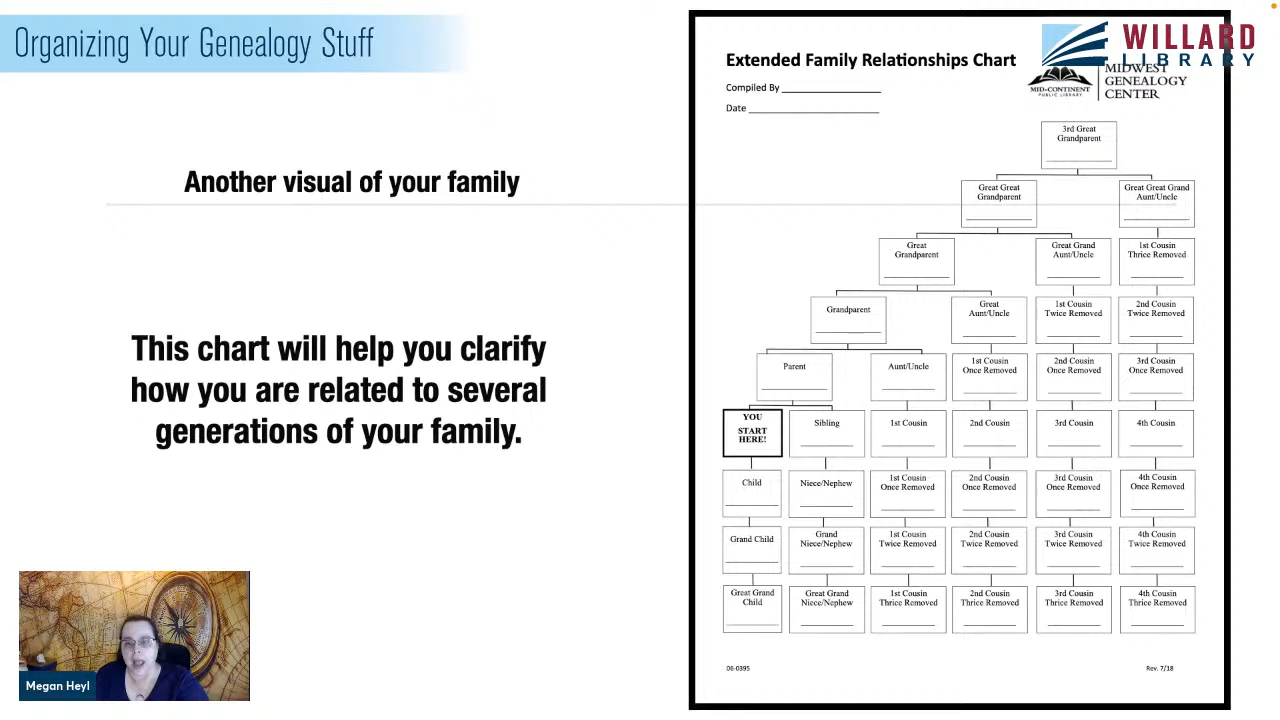 Organizing Your Genealogy Stuff
WILLARD
LIBRARY
Another visual of your family
This chart will help you clarify
how you are related to several
generations of your family.
Megan Heyl
Extended Family Relationships Chart
Compiled By
Date
MID-CONTINENT
PUBLIC LIBRARY
MIDWEST
GENEALOGY
CENTER
3rd Great
Grandparent
Great Great
Grandparent
Great Great Grand
Aunt/Uncle
Great
Grandparent
Great Grand
Aunt/Uncle
1st Cousin
Thrice Removed
Grandparent
Great
Aunt/Uncle
1st Cousin
Twice Removed
2nd Cousin
Twice Removed
Parent
Aunt/Uncle
1st Cousin
Once Removed
2nd Cousin
Once Removed
3rd Cousin
Once Removed
YOU
START
HERE!
Sibling
1st Cousin
2nd Cousin
3rd Cousin
4th Cousin
Child
Niece/Nephew
1st Cousin
Once Removed
2nd Cousin
Once Removed
3rd Cousin
Once Removed
4th Cousin
Once Removed
Grand Child
Grand
Niece/Nephew
1st Cousin
Twice Removed
2nd Cousin
Twice Removed
3rd Cousin
Twice Removed
4th Cousin
Twice Removed
Great Grand
Child
Great Grand
Niece/Nephew
1st Cousin
Thrice Removed
2nd Cousin
Thrice Removed
3rd Cousin
Thrice Removed
4th Cousin
Thrice Removed
06-0395
Rev. 7/18